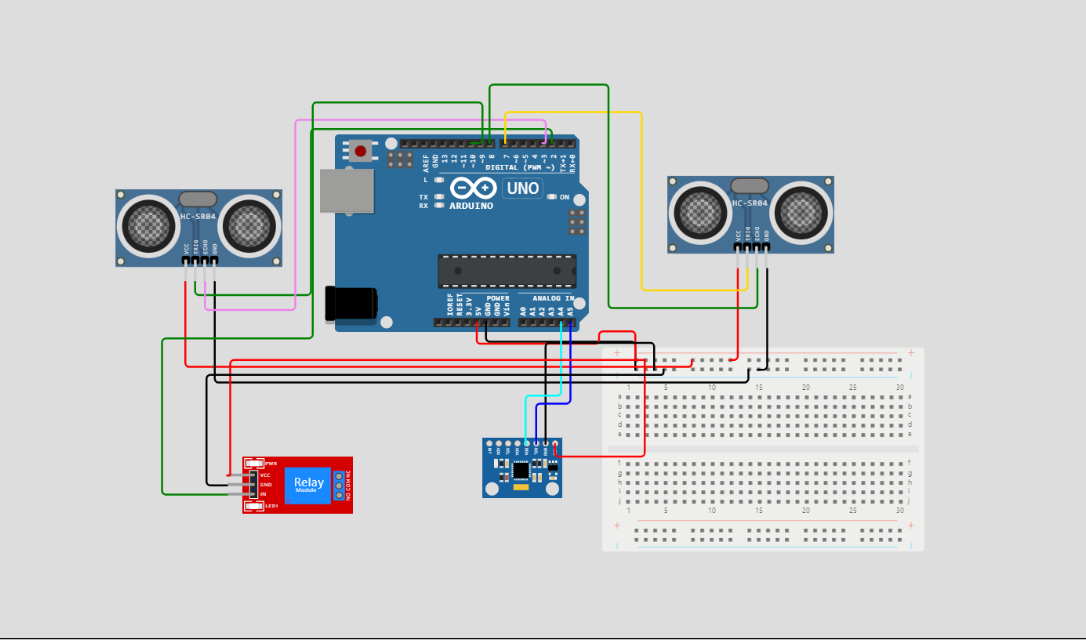 AREF
GND
13
12
~11
~10
~9
8
7
~6
~5
4
~3
2
TX→1
RX←0
DIGITAL (PWM ~)
L
TX
RX
UNO
ON
ARDUINO
HC-SR04
VCC
TRIG
ECHO
GND
HC-SR04
VCC
TRIG
ECHO
GND
POWER
ANALOG IN
IOREF
RESET
3.3V
5V
GND
GND
Vin
A0
A1
A2
A3
A4
A5
+ +
1 5 10 15 20 25 30
a a
b b
c c
d d
e e
f f
g g
h h
i i
j j
1 5 10 15 20 25 30
+ +
PWR
VCC
GND
IN
LED1
Relay
Module
NO COM NC